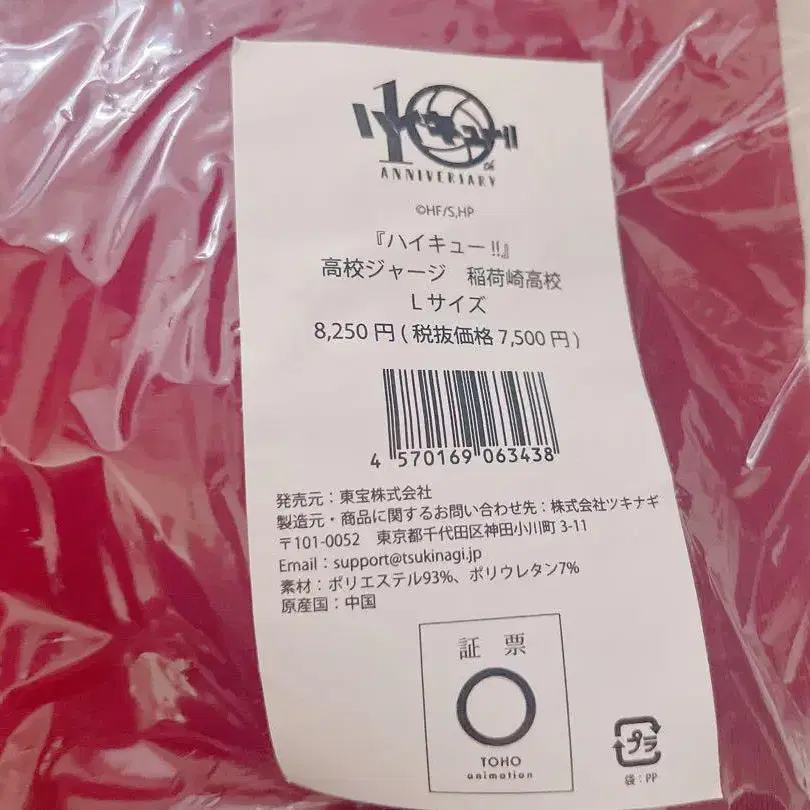 ハイキュー!!
10th
ANNIVERSARY
©HF/S,HP
『ハイキュー!!』
高校ジャージ　稲荷崎高校
Lサイズ
8,250 円 ( 税抜価格 7,500 円 )
4 570169 063438
発売元：東宝株式会社
製造元・商品に関するお問い合わせ先：株式会社ツキナギ
〒101-0052　東京都千代田区神田小川町 3-11
Email：support@tsukinagi.jp
素材：ポリエステル93%、ポリウレタン7%
原産国：中国
証 票
TOHO
animation
プラ
袋：PP